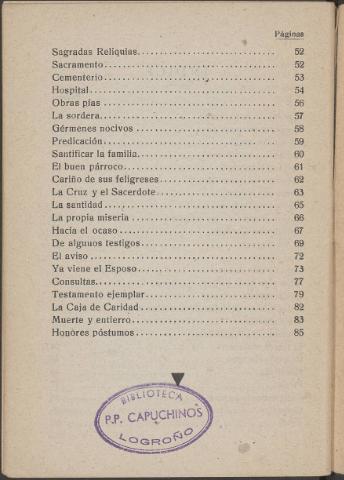 Páginas
Sagradas Reliquias 52
Sacramento 52
Cementerio 53
Hospital 54
Obras pías 56
La sordera 57
Gérmenes nocivos 58
Predicación 59
Santificar la familia 60
El buen párroco 61
Cariño de sus feligreses 62
La Cruz y el Sacerdote 63
La santidad 65
La propia miseria 66
Hacía el ocaso 67
De algunos testigos 69
El aviso 72
Ya viene el Esposo 73
Consultas 77
Testamento ejemplar 79
La Caja de Caridad 82
Muerte y entierro 83
Honores póstumos 85
BIBLIOTECA
P.P. CAPUCHINOS
LOGROÑO